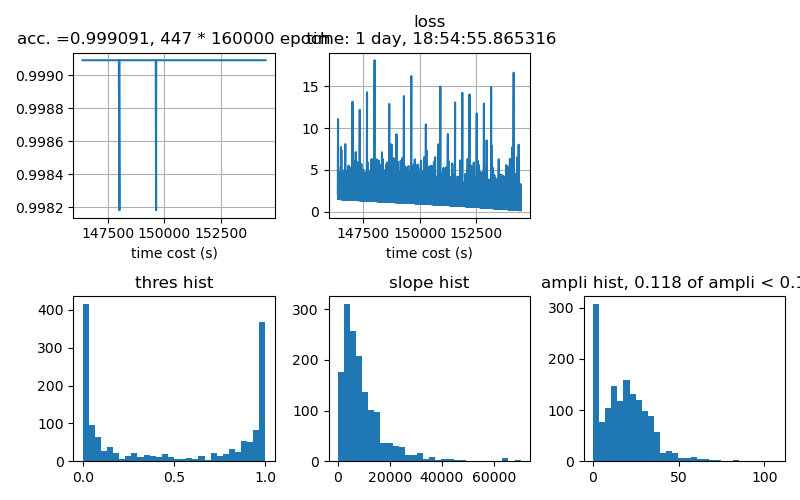 loss
acc. =0.999091, 447 * 160000 epoch
time: 1 day, 18:54:55.865316
0.9990
0.9988
0.9986
0.9984
0.9982
147500 150000 152500
time cost (s)
15
10
5
0
147500 150000 152500
time cost (s)
thres hist
400
300
200
100
0
0.0 0.5 1.0
slope hist
300
200
100
0
0 20000 40000 60000
ampli hist, 0.118 of ampli < 0.1
300
200
100
0
0 50 100